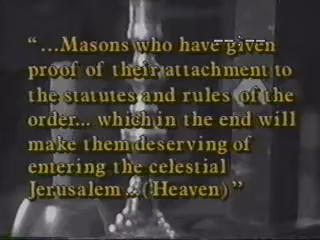 “...Masons who have given
proof of their attachment to
the statutes and rules of the
order... which in the end will
make them deserving of
entering the celestial
Jerusalem ...(Heaven)”